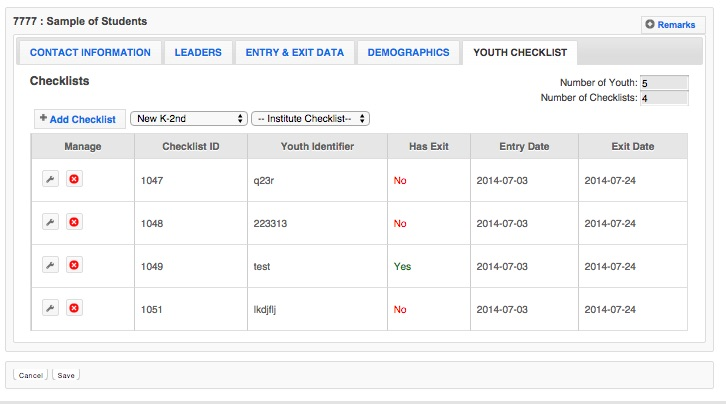 7777 : Sample of Students
Remarks
CONTACT INFORMATION LEADERS ENTRY & EXIT DATA DEMOGRAPHICS YOUTH CHECKLIST
Checklists
Number of Youth: 5
Number of Checklists: 4
Add Checklist New K-2nd -- Institute Checklist--
Manage Checklist ID Youth Identifier Has Exit Entry Date Exit Date
1047 q23r No 2014-07-03 2014-07-24
1048 223313 No 2014-07-03 2014-07-24
1049 test Yes 2014-07-03 2014-07-24
1051 lkdjflj No 2014-07-03 2014-07-24
Cancel Save